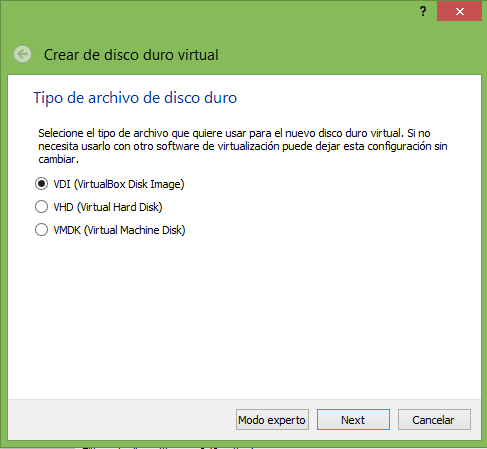 ?
Crear de disco duro virtual
Tipo de archivo de disco duro
Selecione el tipo de archivo que quiere usar para el nuevo disco duro virtual. Si no
necesita usarlo con otro software de virtualización puede dejar esta configuración sin
cambiar.
VDI (VirtualBox Disk Image)
VHD (Virtual Hard Disk)
VMDK (Virtual Machine Disk)
Modo experto Next Cancelar